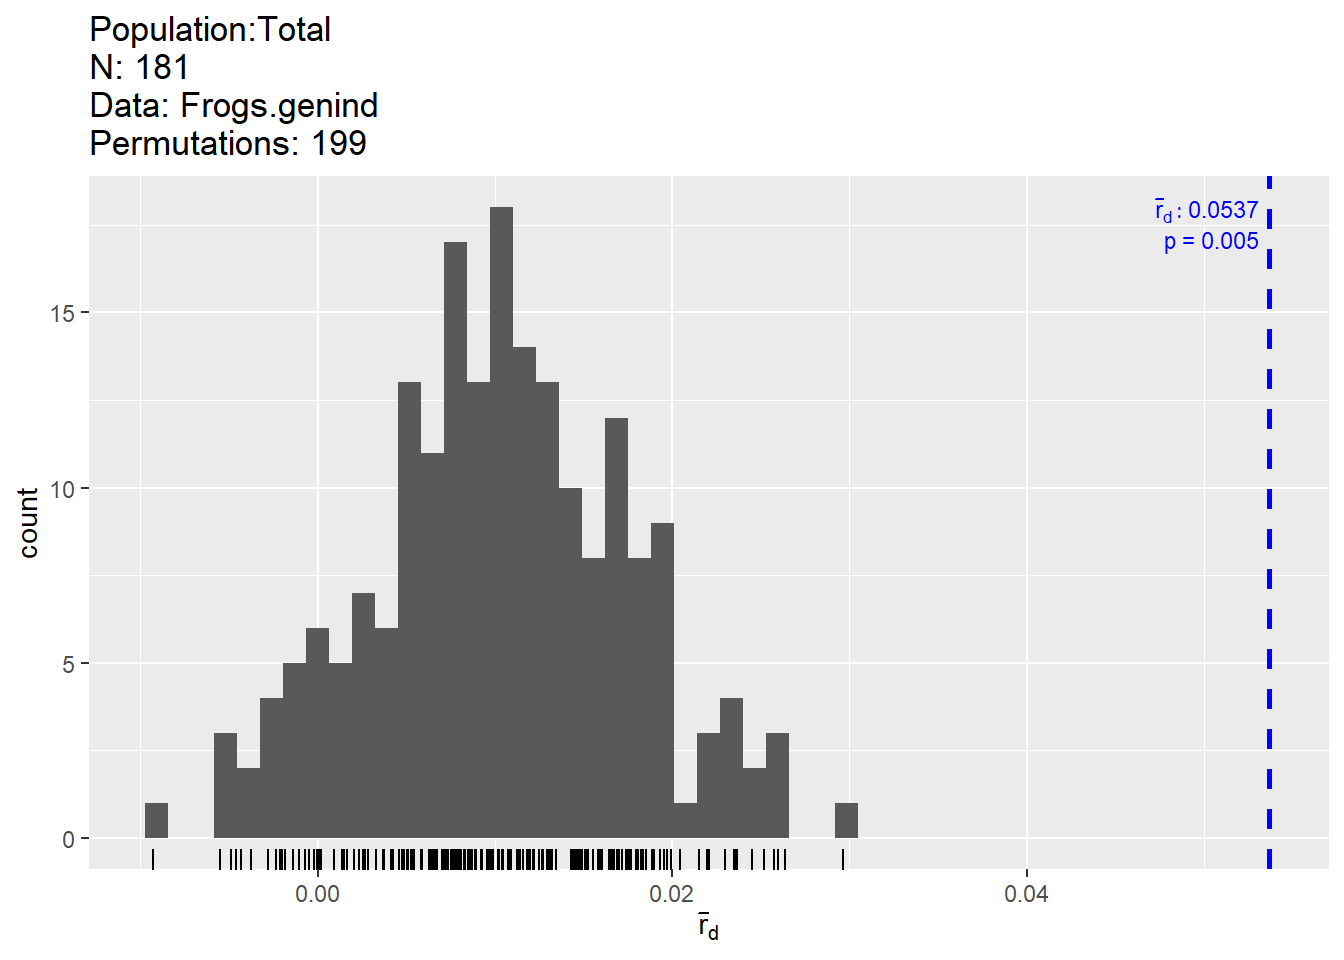 Population:Total
N: 181
Data: Frogs.genind
Permutations: 199
r̄d : 0.0537
p = 0.005
15
10
5
0
count
0.00 0.02 0.04
r̄d